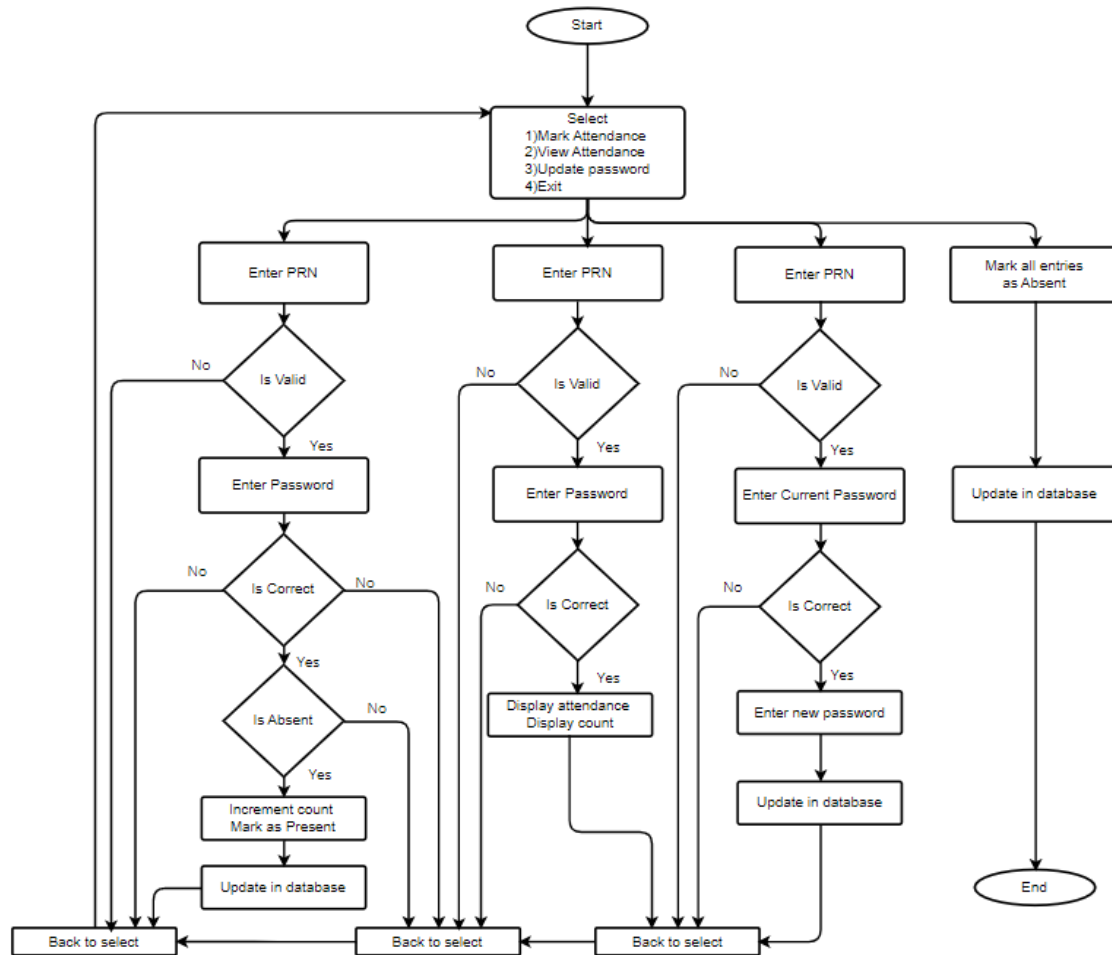 Start
Select
1)Mark Attendance
2)View Attendance
3)Update password
4)Exit
Enter PRN
Enter PRN
Enter PRN
Mark all entries
as Absent
No
Is Valid
No
Is Valid
No
Is Valid
Yes
Yes
Yes
Enter Password
Enter Password
Enter Current Password
Update in database
No
Is Correct
No
No
Is Correct
No
Is Correct
Yes
Yes
Yes
Is Absent
No
Display attendance
Display count
Enter new password
Yes
Increment count
Mark as Present
Update in database
Update in database
End
Back to select
Back to select
Back to select